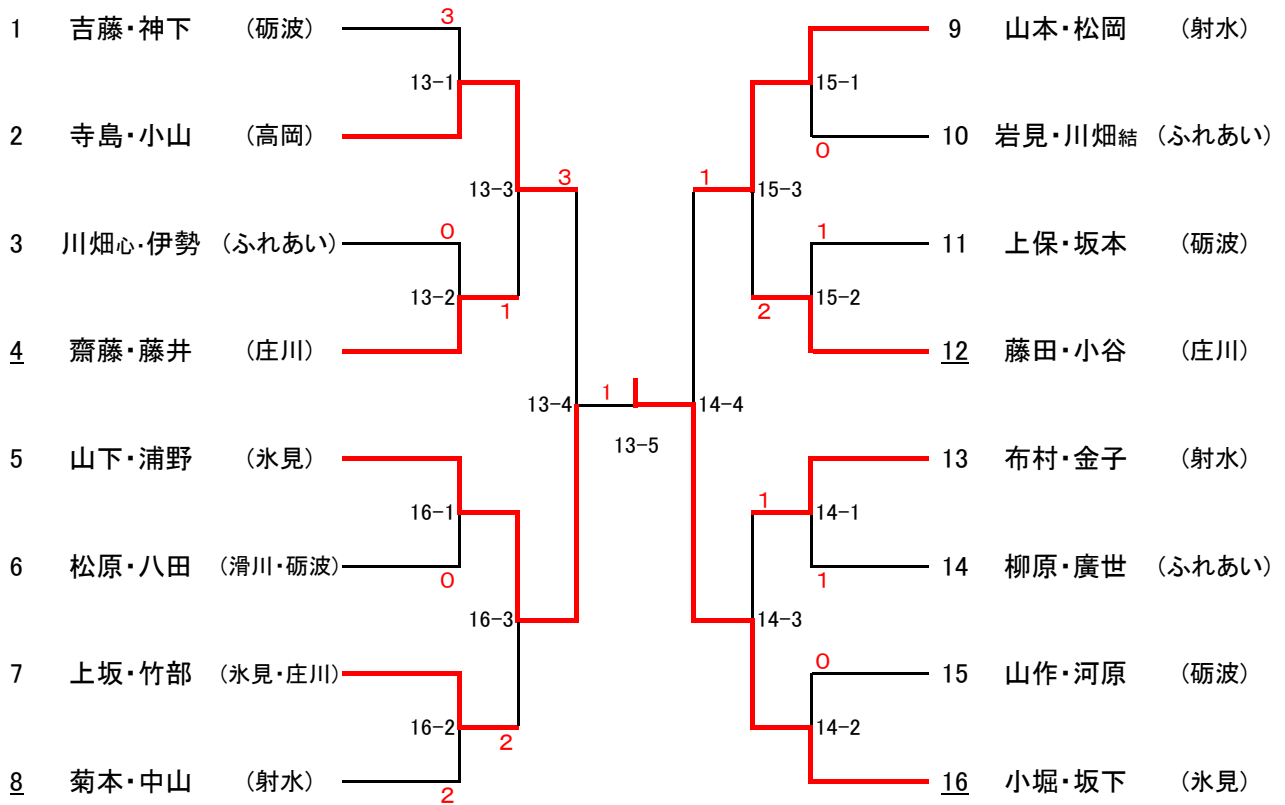 1 吉藤・神下 (砺波) 3 9 山本・松岡 (射水)
13-1 15-1
2 寺島・小山 (高岡) 10 岩見・川畑結 (ふれあい)
0
13-3 3 1 15-3
3 川畑心・伊勢 (ふれあい) 0 1 11 上保・坂本 (砺波)
13-2 1 2 15-2
4 齋藤・藤井 (庄川) 12 藤田・小谷 (庄川)
13-4 1 14-4
13-5
5 山下・浦野 (氷見) 13 布村・金子 (射水)
16-1 1 14-1
6 松原・八田 (滑川・砺波) 0 1 14 柳原・廣世 (ふれあい)
16-3 14-3
7 上坂・竹部 (氷見・庄川) 0 15 山作・河原 (砺波)
16-2 2 14-2
8 菊本・中山 (射水) 2 16 小堀・坂下 (氷見)